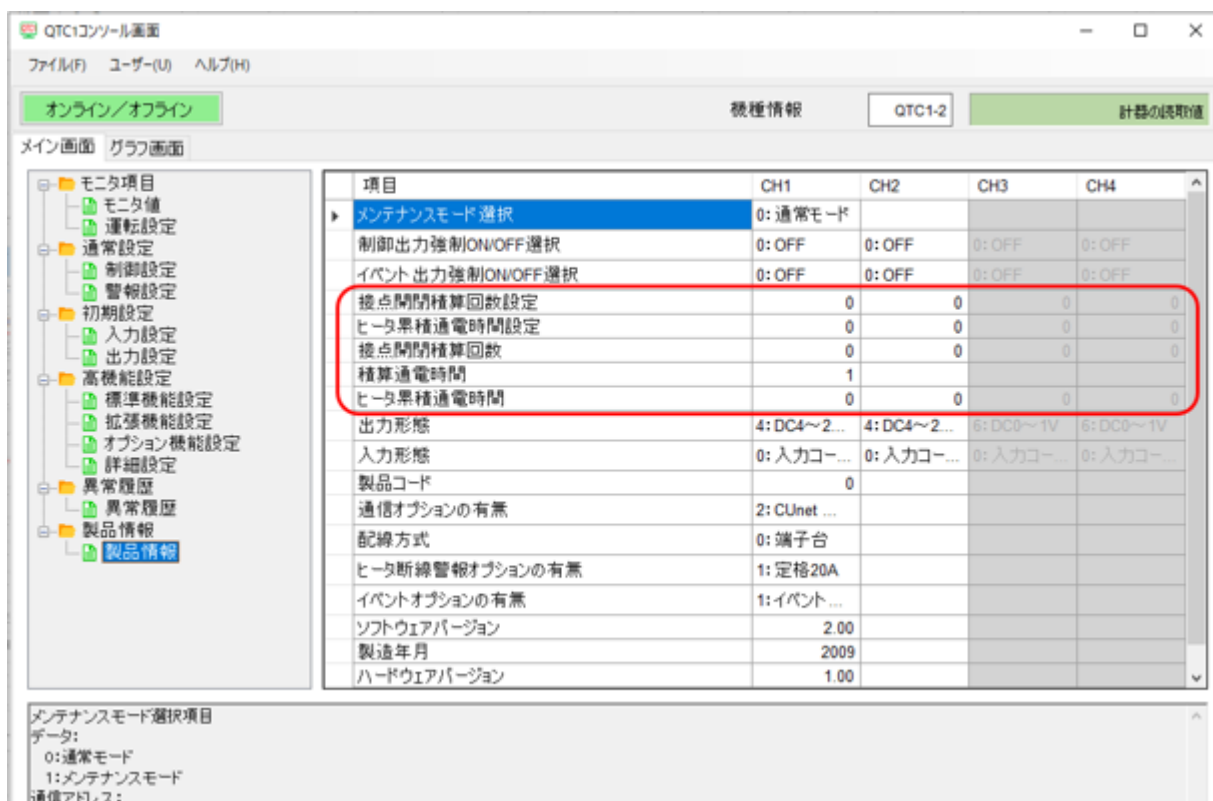 QTC1コンソール画面
ファイル(F) ユーザー(U) ヘルプ(H)
オンライン／オフライン 機種情報 QTC1-2 計器の読取値
メイン画面 グラフ画面
モニタ項目
モニタ値
運転設定
通常設定
制御設定
警報設定
初期設定
入力設定
出力設定
高機能設定
標準機能設定
拡張機能設定
オプション機能設定
詳細設定
異常履歴
異常履歴
製品情報
製品情報
項目 CH1 CH2 CH3 CH4
メンテナンスモード選択 0: 通常モード
制御出力強制ON/OFF選択 0: OFF 0: OFF 0: OFF 0: OFF
イベント出力強制ON/OFF選択 0: OFF 0: OFF 0: OFF 0: OFF
接点開閉積算回数設定 0 0 0 0
ヒータ累積通電時間設定 0 0 0 0
接点開閉積算回数 0 0 0 0
積算通電時間 1
ヒータ累積通電時間 0 0 0 0
出力形態 4: DC4～2... 4: DC4～2... 6: DC0～1V 6: DC0～1V
入力形態 0: 入力コー... 0: 入力コー... 0: 入力コー... 0: 入力コー...
製品コード 0
通信オプションの有無 2: CUnet ...
配線方式 0: 端子台
ヒータ断線警報オプションの有無 1: 定格20A
イベントオプションの有無 1: イベント ...
ソフトウェアバージョン 2.00
製造年月 2009
ハードウェアバージョン 1.00
メンテナンスモード選択項目
データ:
0:通常モード
1:メンテナンスモード
通信アドレス: